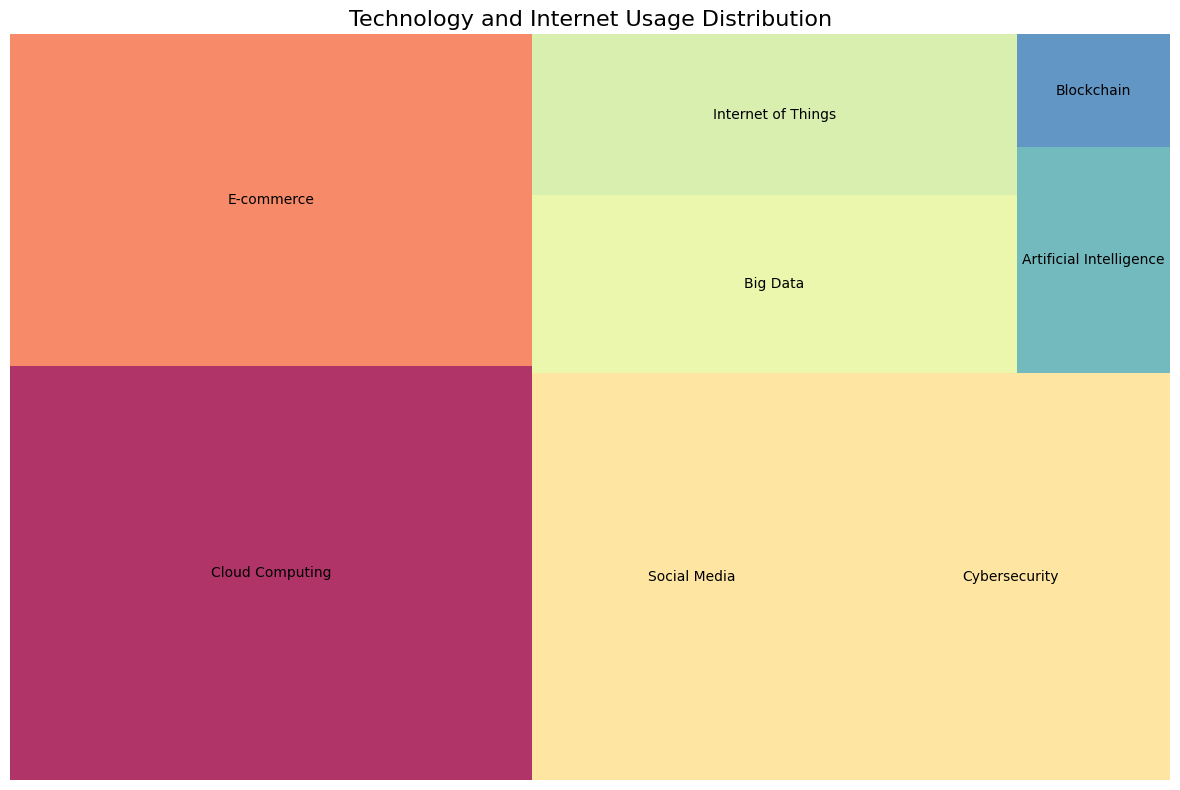 Technology and Internet Usage Distribution
E-commerce
Cloud Computing
Internet of Things
Big Data
Blockchain
Artificial Intelligence
Social Media
Cybersecurity